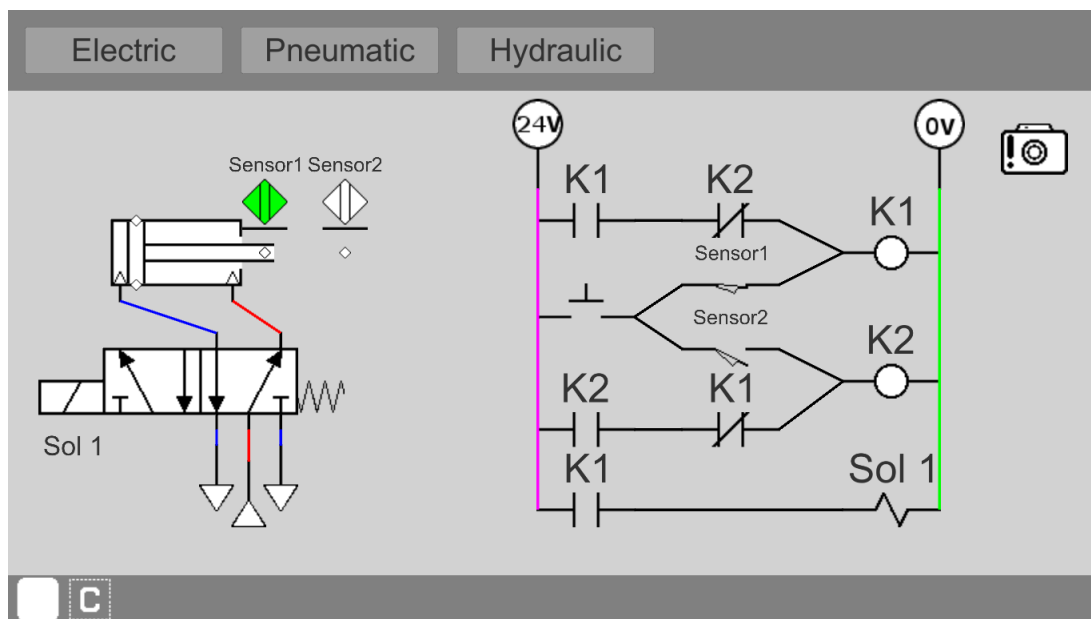 Electric Pneumatic Hydraulic
24V 0V
Sensor1 Sensor2
K1 K2
K1
Sensor1
Sensor2
K2
K2 K1
Sol 1
K1 Sol 1
C